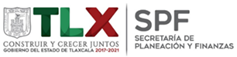 TLX
CONSTRUIR Y CRECER JUNTOS
GOBIERNO DEL ESTADO DE TLAXCALA 2017-2021
SPF
SECRETARÍA DE
PLANEACIÓN Y FINANZAS